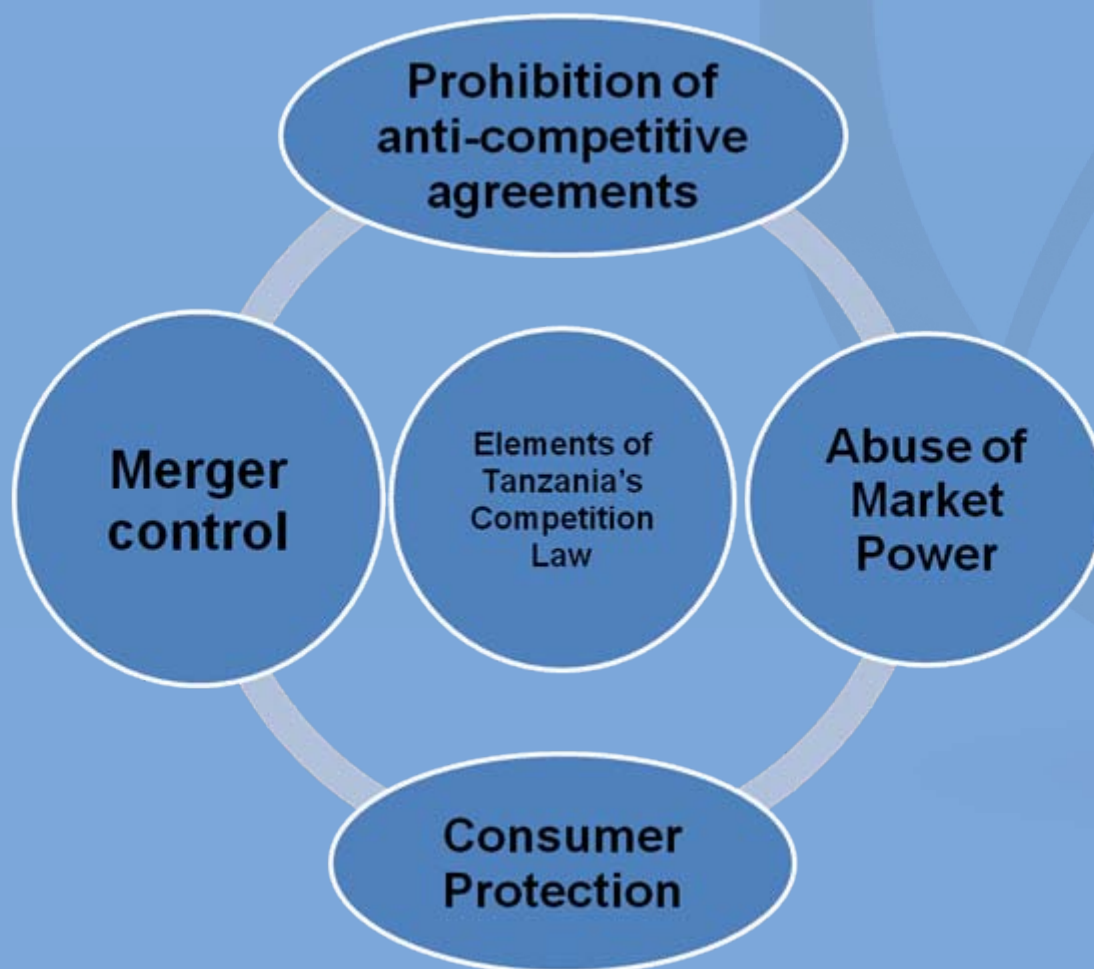 Prohibition of
anti-competitive
agreements
Merger
control
Elements of
Tanzania's
Competition
Law
Abuse of
Market
Power
Consumer
Protection